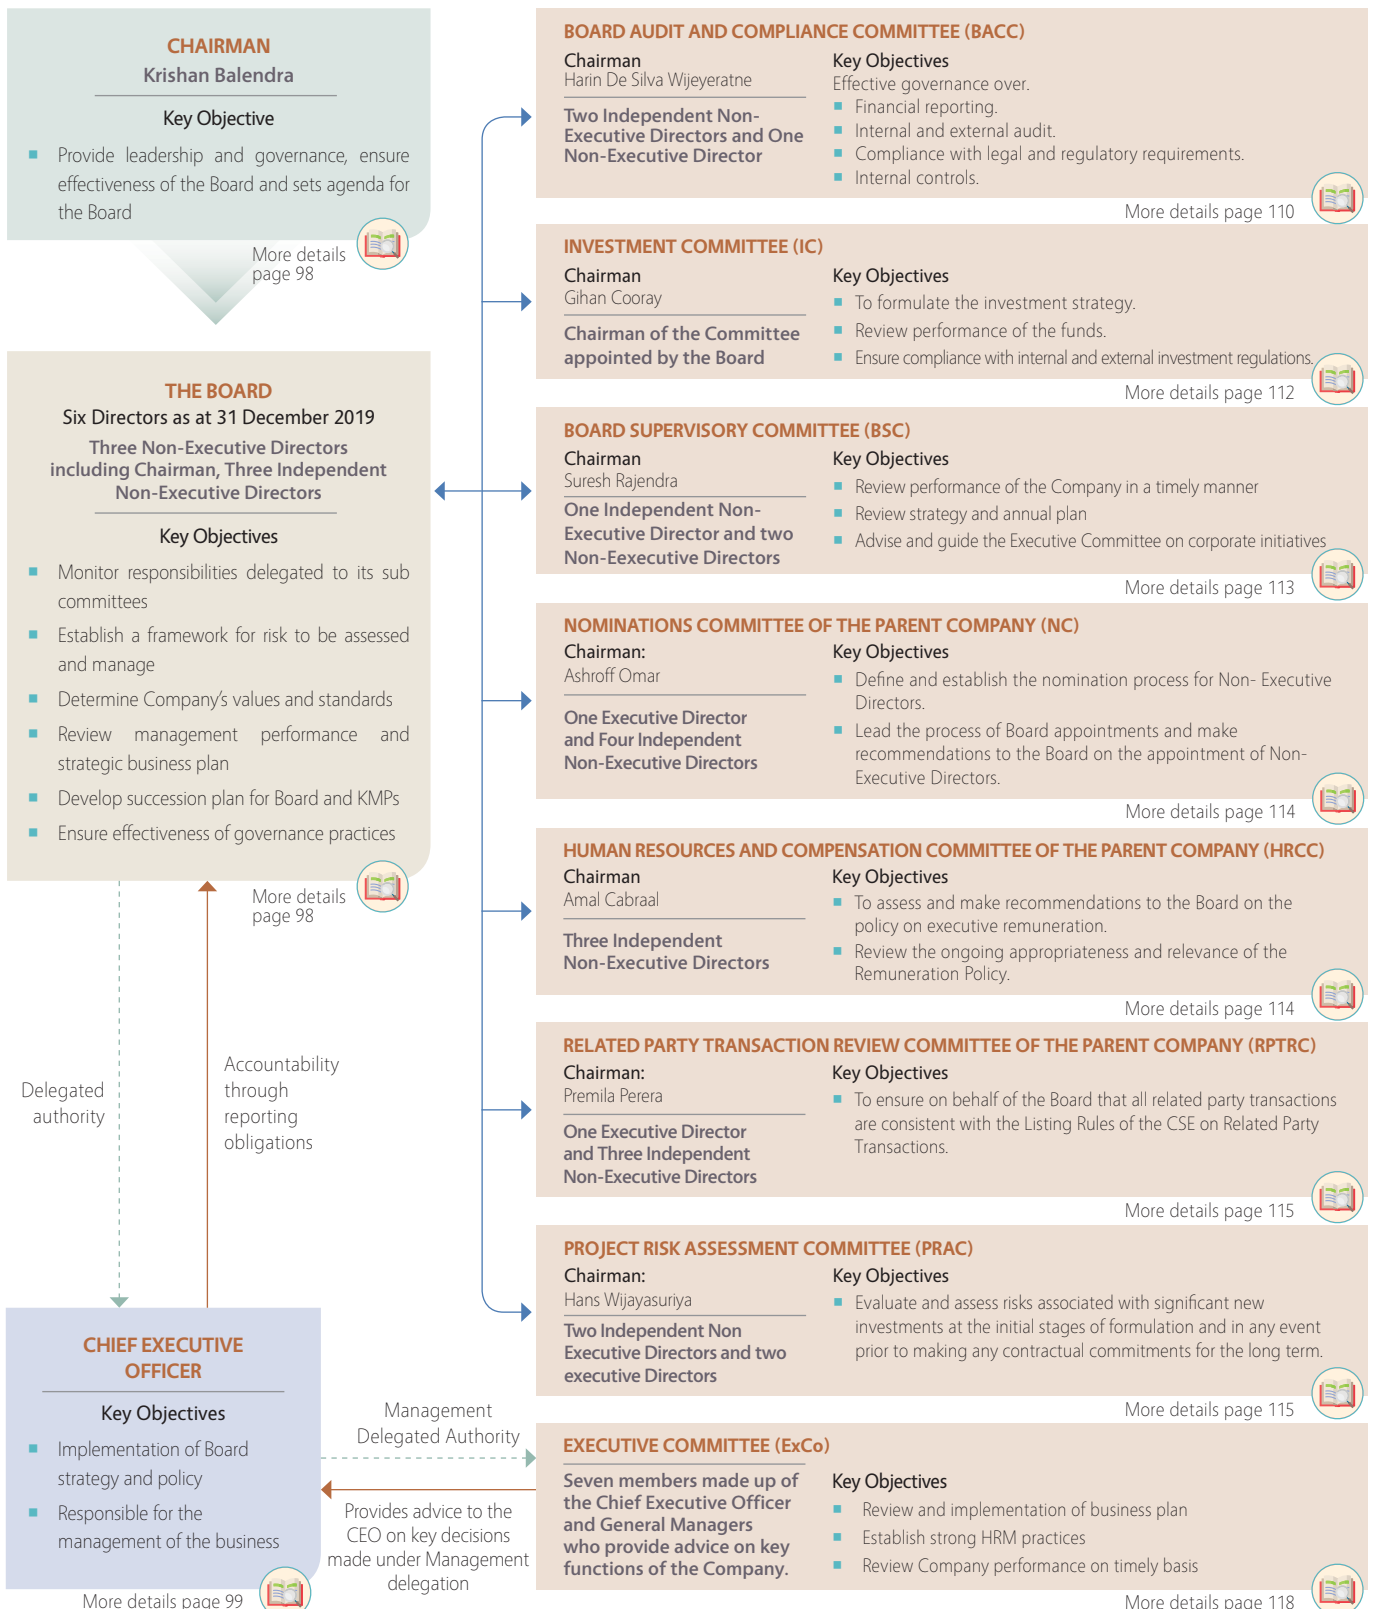 CHAIRMAN
Krishan Balendra
Key Objective
■ Provide leadership and governance, ensure
effectiveness of the Board and sets agenda for
the Board
More details
page 98
THE BOARD
Six Directors as at 31 December 2019
Three Non-Executive Directors
including Chairman, Three Independent
Non-Executive Directors
Key Objectives
■ Monitor responsibilities delegated to its sub
committees
■ Establish a framework for risk to be assessed
and manage
■ Determine Company's values and standards
■ Review management performance and
strategic business plan
■ Develop succession plan for Board and KMPs
■ Ensure effectiveness of governance practices
More details
page 98
Delegated
authority
Accountability
through
reporting
obligations
CHIEF EXECUTIVE
OFFICER
Key Objectives
■ Implementation of Board
strategy and policy
■ Responsible for the
management of the business
More details page 99
Management
Delegated Authority
Provides advice to the
CEO on key decisions
made under Management
delegation
BOARD AUDIT AND COMPLIANCE COMMITTEE (BACC)
Chairman
Harin De Silva Wijeyeratne
Two Independent Non-
Executive Directors and One
Non-Executive Director
Key Objectives
Effective governance over.
■ Financial reporting.
■ Internal and external audit.
■ Compliance with legal and regulatory requirements.
■ Internal controls.
More details page 110
INVESTMENT COMMITTEE (IC)
Chairman
Gihan Cooray
Chairman of the Committee
appointed by the Board
Key Objectives
■ To formulate the investment strategy.
■ Review performance of the funds.
■ Ensure compliance with internal and external investment regulations.
More details page 112
BOARD SUPERVISORY COMMITTEE (BSC)
Chairman
Suresh Rajendra
One Independent Non-
Executive Director and two
Non-Eexecutive Directors
Key Objectives
■ Review performance of the Company in a timely manner
■ Review strategy and annual plan
■ Advise and guide the Executive Committee on corporate initiatives
More details page 113
NOMINATIONS COMMITTEE OF THE PARENT COMPANY (NC)
Chairman:
Ashroff Omar
One Executive Director
and Four Independent
Non-Executive Directors
Key Objectives
■ Define and establish the nomination process for Non- Executive
Directors.
■ Lead the process of Board appointments and make
recommendations to the Board on the appointment of Non-
Executive Directors.
More details page 114
HUMAN RESOURCES AND COMPENSATION COMMITTEE OF THE PARENT COMPANY (HRCC)
Chairman
Amal Cabraal
Three Independent
Non-Executive Directors
Key Objectives
■ To assess and make recommendations to the Board on the
policy on executive remuneration.
■ Review the ongoing appropriateness and relevance of the
Remuneration Policy.
More details page 114
RELATED PARTY TRANSACTION REVIEW COMMITTEE OF THE PARENT COMPANY (RPTRC)
Chairman:
Premila Perera
One Executive Director
and Three Independent
Non-Executive Directors
Key Objectives
■ To ensure on behalf of the Board that all related party transactions
are consistent with the Listing Rules of the CSE on Related Party
Transactions.
More details page 115
PROJECT RISK ASSESSMENT COMMITTEE (PRAC)
Chairman:
Hans Wijayasuriya
Two Independent Non
Executive Directors and two
executive Directors
Key Objectives
■ Evaluate and assess risks associated with significant new
investments at the initial stages of formulation and in any event
prior to making any contractual commitments for the long term.
More details page 115
EXECUTIVE COMMITTEE (ExCo)
Seven members made up of
the Chief Executive Officer
and General Managers
who provide advice on key
functions of the Company.
Key Objectives
■ Review and implementation of business plan
■ Establish strong HRM practices
■ Review Company performance on timely basis
More details page 118